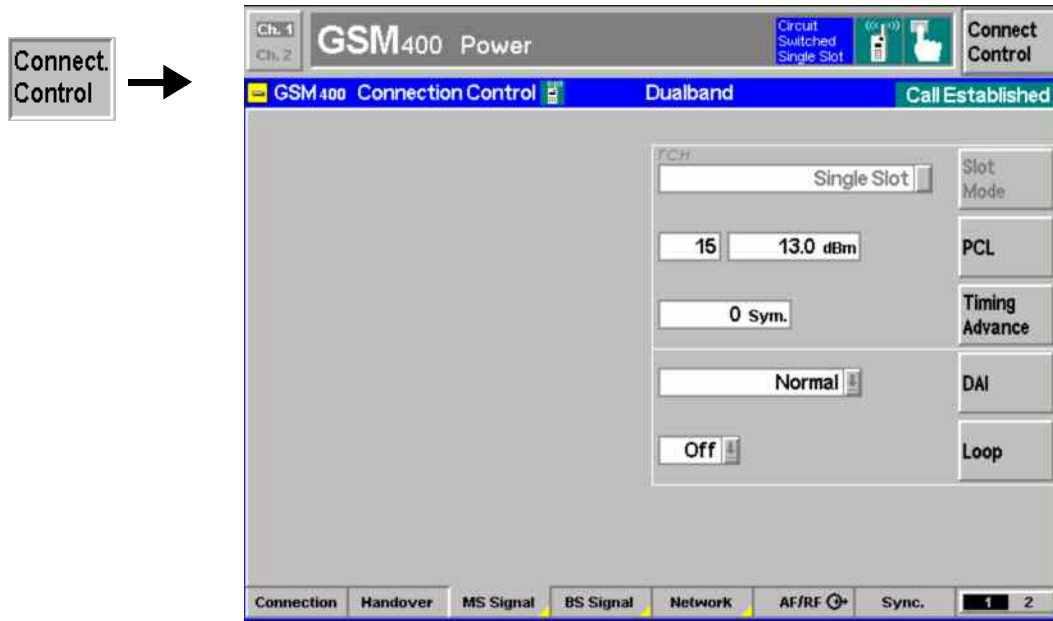 Connect.
Control
Ch. 1
Ch. 2
GSM400 Power
Circuit
Switched
Single Slot
Connect
Control
GSM400 Connection Control
Dualband
Call Established
TCH
Single Slot
Slot
Mode
15
13.0 dBm
PCL
0 Sym.
Timing
Advance
Normal
DAI
Off
Loop
Connection
Handover
MS Signal
BS Signal
Network
AF/RF
Sync.
1 2